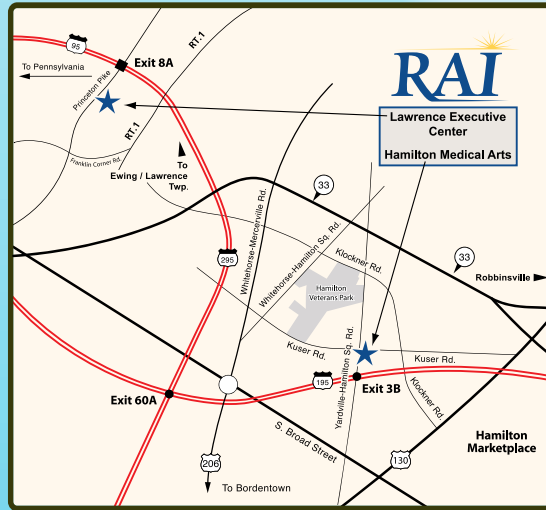 95
To Pennsylvania
Exit 8A
Princeton Pike
RT.1
RT.1
Franklin Corner Rd.
To
Ewing / Lawrence
Twp.
RAI
Lawrence Executive
Center
Hamilton Medical Arts
33
33
Robbinsville
295
Whitehorse-Mercerville Rd.
Whitehorse-Hamilton Sq. Rd.
Klockner Rd.
Hamilton
Veterans Park
Kuser Rd.
Yardville-Hamilton Sq. Rd.
Kuser Rd.
195
Exit 3B
Klockner Rd.
Exit 60A
S. Broad Street
Hamilton
Marketplace
206
130
To Bordentown